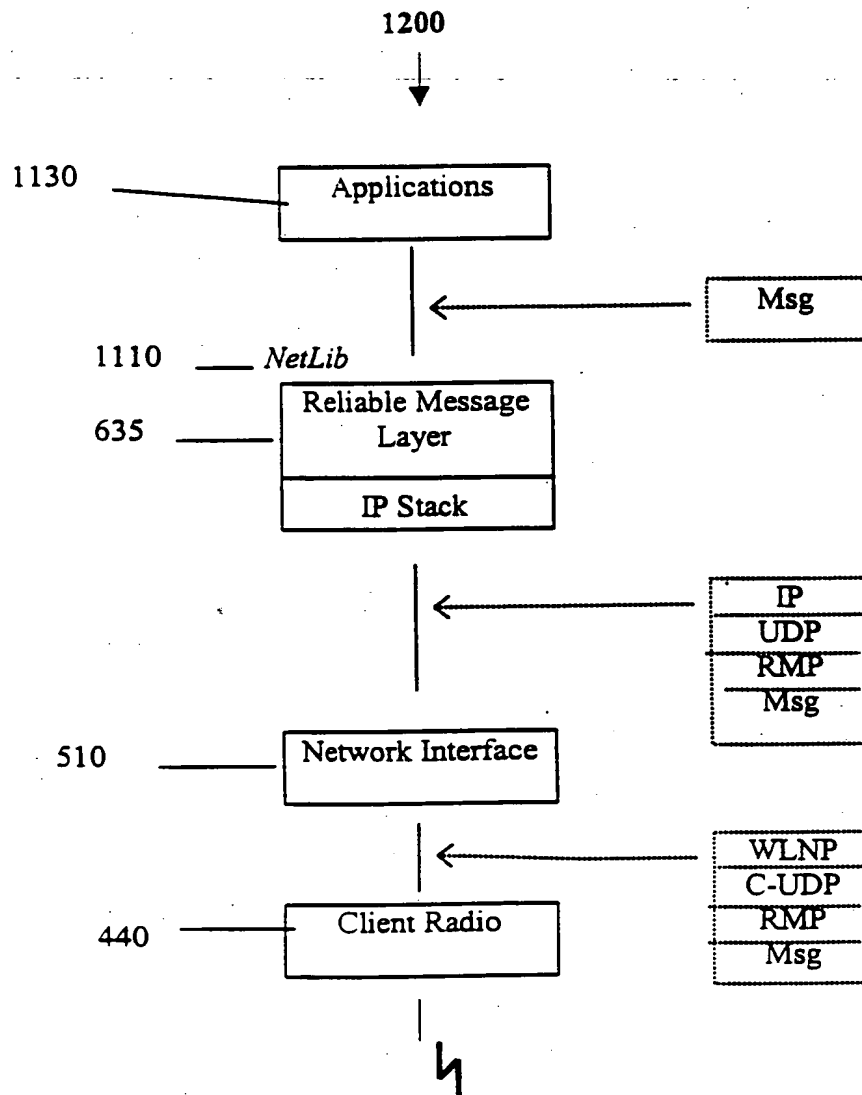 1200
1130
Applications
Msg
1110
NetLib
635
Reliable Message
Layer
IP Stack
IP
UDP
RMP
Msg
510
Network Interface
WLNP
C-UDP
RMP
Msg
440
Client Radio